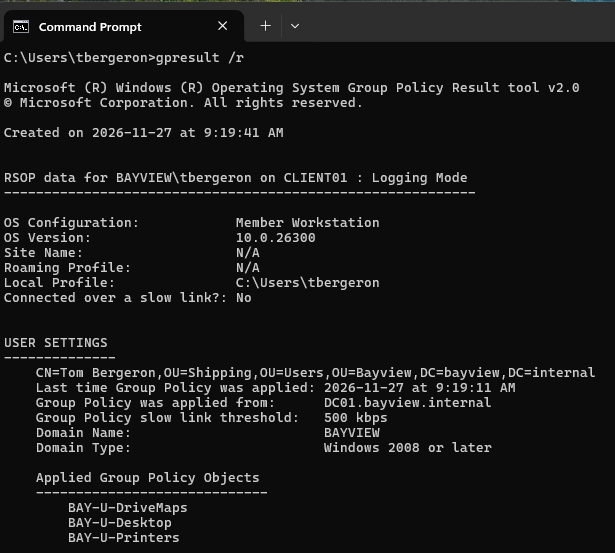 Command Prompt
C:\Users\tbergeron>gpresult /r
Microsoft (R) Windows (R) Operating System Group Policy Result tool v2.0
© Microsoft Corporation. All rights reserved.
Created on 2026-11-27 at 9:19:41 AM
RSOP data for BAYVIEW\tbergeron on CLIENT01 : Logging Mode
-----------------------------------------------------------
OS Configuration:            Member Workstation
OS Version:                  10.0.26300
Site Name:                   N/A
Roaming Profile:             N/A
Local Profile:               C:\Users\tbergeron
Connected over a slow link?: No
USER SETTINGS
--------------
    CN=Tom Bergeron,OU=Shipping,OU=Users,OU=Bayview,DC=bayview,DC=internal
    Last time Group Policy was applied: 2026-11-27 at 9:19:11 AM
    Group Policy was applied from:      DC01.bayview.internal
    Group Policy slow link threshold:   500 kbps
    Domain Name:                        BAYVIEW
    Domain Type:                        Windows 2008 or later
    Applied Group Policy Objects
    -----------------------------
        BAY-U-DriveMaps
        BAY-U-Desktop
        BAY-U-Printers